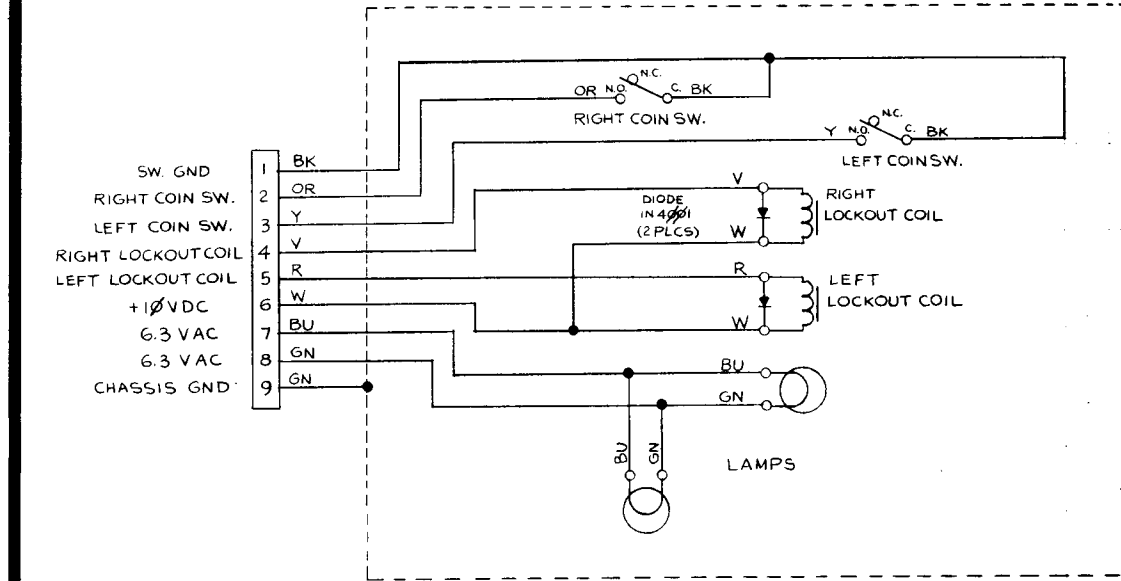 N.C.
OR N.O. C. BK
RIGHT COIN SW.
N.C.
Y N.O. C. BK
LEFT COIN SW.
SW. GND 1 BK
RIGHT COIN SW. 2 OR
LEFT COIN SW. 3 Y
RIGHT LOCKOUT COIL 4 V
LEFT LOCKOUT COIL 5 R
+1Ø VDC 6 W
6.3 VAC 7 BU
6.3 VAC 8 GN
CHASSIS GND 9 GN
V
DIODE
IN 4ØØ1
(2 PLCS)
W
RIGHT
LOCKOUT COIL
R
W
LEFT
LOCKOUT COIL
BU
GN
BU
GN
LAMPS